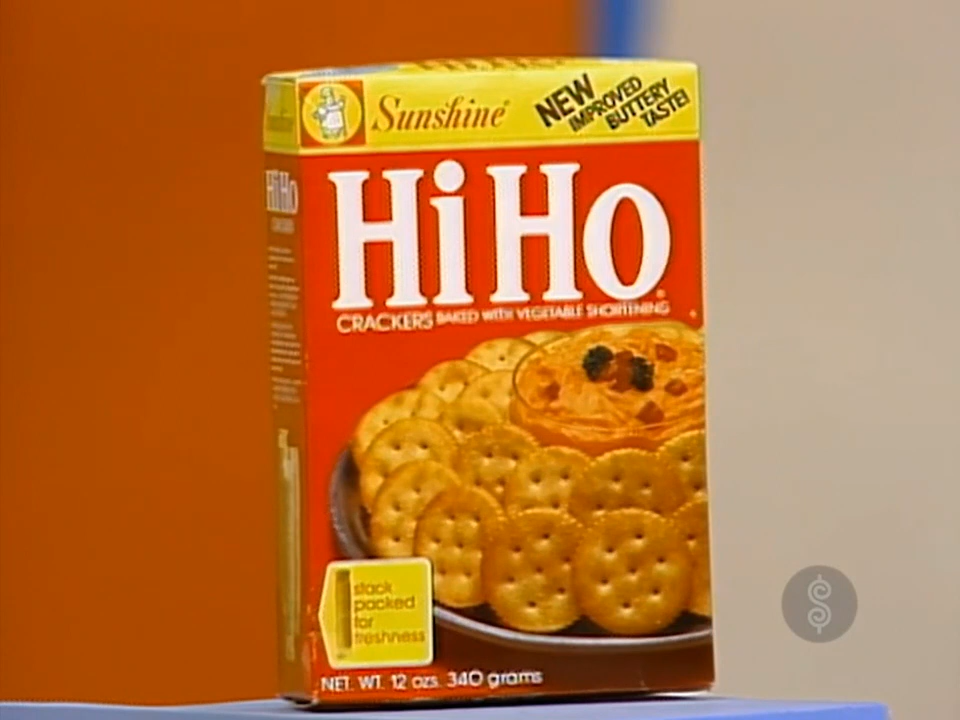 Sunshine®
NEW
IMPROVED
BUTTERY
TASTE!
HiHo®
CRACKERS BAKED WITH VEGETABLE SHORTENING
HiHo
stack
packed
for
freshness
NET. WT. 12 ozs. 340 grams